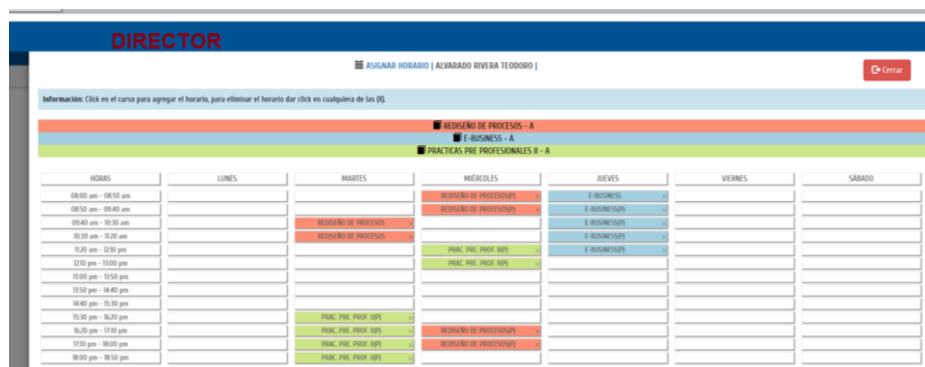 DIRECTOR
ASIGNAR HORARIO | ALVARADO RIVERA TEODORO |
Cerrar
Información: Click en el curso para agregar el horario, para eliminar el horario dar click en cualquiera de las (X).
REDISEÑO DE PROCESOS - A
E-BUSINESS - A
PRACTICAS PRE PROFESIONALES II - A
HORAS LUNES MARTES MIÉRCOLES JUEVES VIERNES SÁBADO
08:00 am - 08:50 am REDISEÑO DE PROCESOS(P) × E-BUSINESS ×
08:50 am - 09:40 am REDISEÑO DE PROCESOS(P) × E-BUSINESS(P) ×
09:40 am - 10:30 am REDISEÑO DE PROCESOS × E-BUSINESS(P) ×
10:30 am - 11:20 am REDISEÑO DE PROCESOS × E-BUSINESS(P) ×
11:20 am - 12:10 pm PRAC. PRE. PROF. II(P) × E-BUSINESS(P) ×
12:10 pm - 13:00 pm PRAC. PRE. PROF. II(P) ×
13:00 pm - 13:50 pm
13:50 pm - 14:40 pm
14:40 pm - 15:30 pm
15:30 pm - 16:20 pm PRAC. PRE. PROF. II(P) ×
16:20 pm - 17:10 pm PRAC. PRE. PROF. II(P) × REDISEÑO DE PROCESOS(P) ×
17:10 pm - 18:00 pm PRAC. PRE. PROF. II(P) × REDISEÑO DE PROCESOS(P) ×
18:00 pm - 18:50 pm PRAC. PRE. PROF. II(P) ×